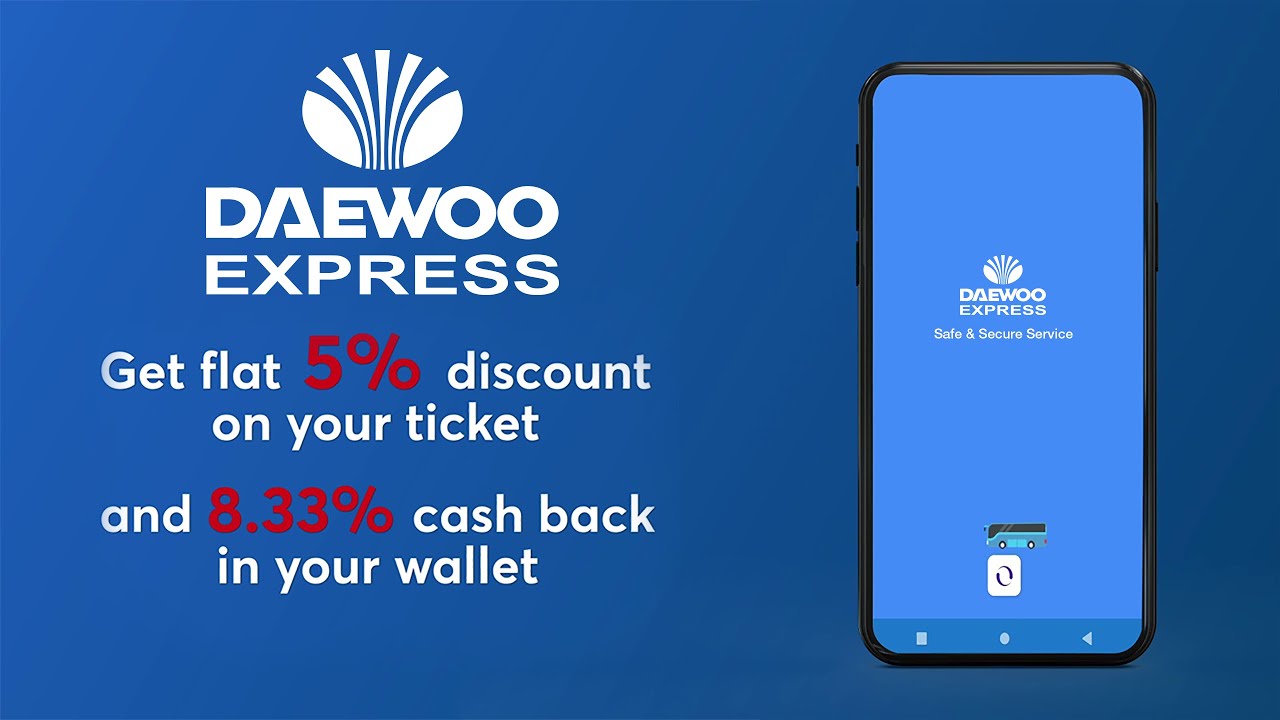 DAEWOO
EXPRESS
Get flat 5% discount
on your ticket
and 8.33% cash back
in your wallet
DAEWOO
EXPRESS
Safe & Secure Service